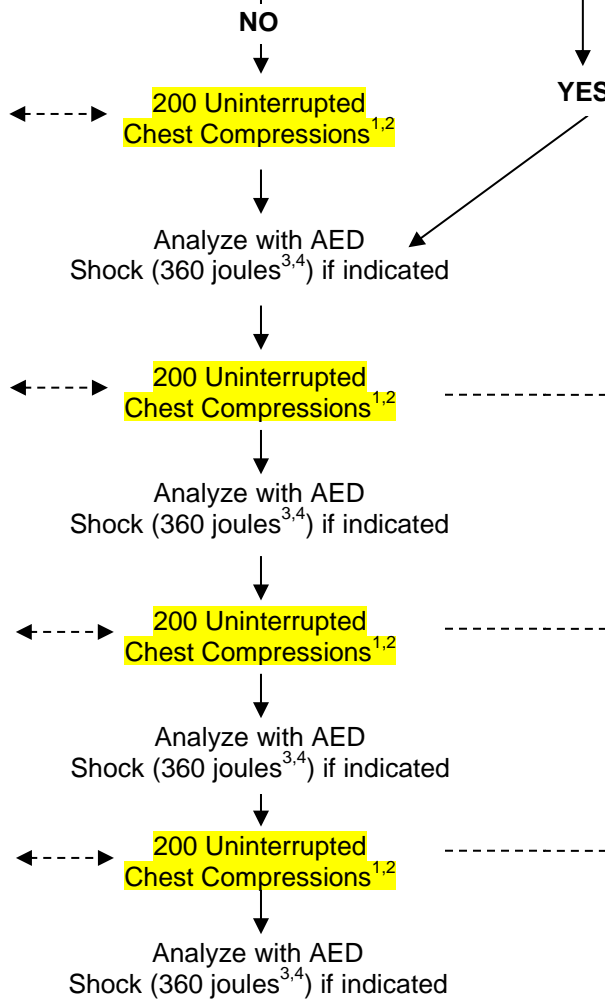 NO
YES
200 Uninterrupted
Chest Compressions1,2
Analyze with AED
Shock (360 joules3,4) if indicated
200 Uninterrupted
Chest Compressions1,2
Analyze with AED
Shock (360 joules3,4) if indicated
200 Uninterrupted
Chest Compressions1,2
Analyze with AED
Shock (360 joules3,4) if indicated
200 Uninterrupted
Chest Compressions1,2
Analyze with AED
Shock (360 joules3,4) if indicated